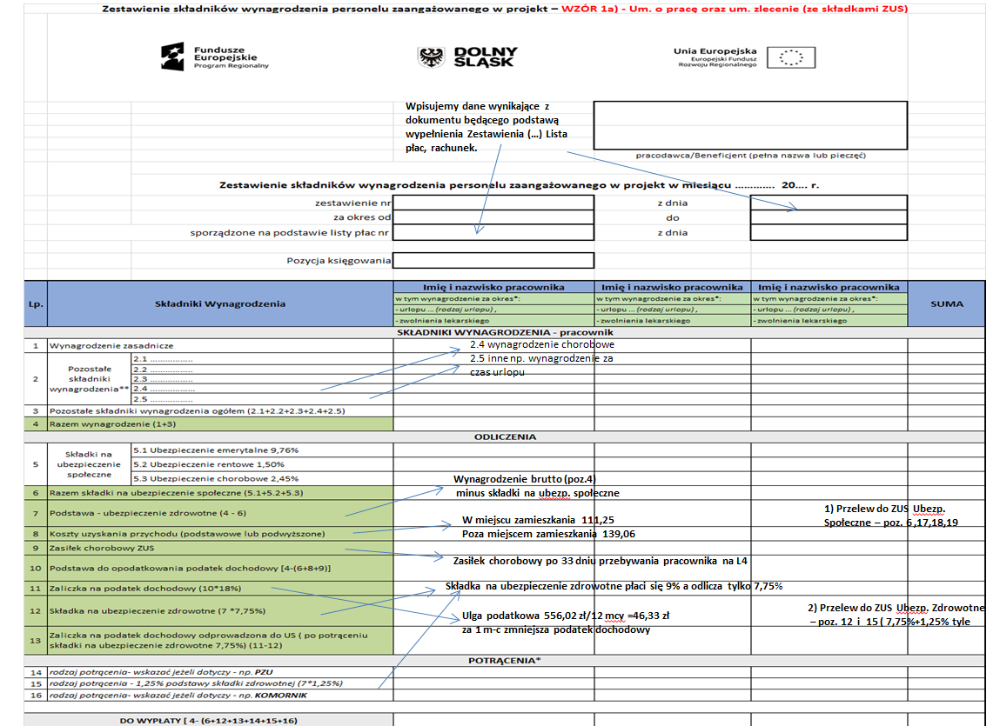 Zestawienie składników wynagrodzenia personelu zaangażowanego w projekt – WZÓR 1a) - Um. o pracę oraz um. zlecenie (ze składkami ZUS)
Fundusze
Europejskie
Program Regionalny
DOLNY
ŚLĄSK
Unia Europejska
Europejski Fundusz
Rozwoju Regionalnego
Wpisujemy dane wynikające z
dokumentu będącego podstawą
wypełnienia Zestawienia (...) Lista
płac, rachunek.
pracodawca/Beneficjent (pełna nazwa lub pieczęć)
Zestawienie składników wynagrodzenia personelu zaangażowanego w projekt w miesiącu ............. 20.... r.
zestawienie nr
z dnia
za okres od
do
sporządzone na podstawie listy płac nr
z dnia
Pozycja księgowania
Lp.
Składniki Wynagrodzenia
Imię i nazwisko pracownika
w tym wynagrodzenie za okres*:
- urlopu ... (rodzaj urlopu) ,
- zwolnienia lekarskiego
Imię i nazwisko pracownika
w tym wynagrodzenie za okres*:
- urlopu ... (rodzaj urlopu) ,
- zwolnienia lekarskiego
Imię i nazwisko pracownika
w tym wynagrodzenie za okres*:
- urlopu ... (rodzaj urlopu) ,
- zwolnienia lekarskiego
SUMA
SKŁADNIKI WYNAGRODZENIA - pracownik
1 Wynagrodzenie zasadnicze
2 Pozostałe
składniki
wynagrodzenia**
2.1 .................
2.2 .................
2.3 .................
2.4 .................
2.5 .................
2.4 wynagrodzenie chorobowe
2.5 inne np. wynagrodzenie za
czas urlopu
3 Pozostałe składniki wynagrodzenia ogółem (2.1+2.2+2.3+2.4+2.5)
4 Razem wynagrodzenie (1+3)
ODLICZENIA
5 Składki na
ubezpieczenie
społeczne
5.1 Ubezpieczenie emerytalne 9,76%
5.2 Ubezpieczenie rentowe 1,50%
5.3 Ubezpieczenie chorobowe 2,45%
Wynagrodzenie brutto (poz.4)
minus składki na ubezp. społeczne
6 Razem składki na ubezpieczenie społeczne (5.1+5.2+5.3)
7 Podstawa - ubezpieczenie zdrowotne (4 - 6)
1) Przelew do ZUS Ubezp.
Społeczne – poz. 6 ,17,18,19
W miejscu zamieszkania 111,25
Poza miejscem zamieszkania 139,06
8 Koszty uzyskania przychodu (podstawowe lub podwyższone)
9 Zasiłek chorobowy ZUS
Zasiłek chorobowy po 33 dniu przebywania pracownika na L4
10 Podstawa do opodatkowania podatek dochodowy [4-(6+8+9)]
11 Zaliczka na podatek dochodowy (10*18%)
Składka na ubezpieczenie zdrowotne płaci się 9% a odlicza tylko 7,75%
12 Składka na ubezpieczenie zdrowotne (7 *7,75%)
Ulga podatkowa 556,02 zł/12 mcy =46,33 zł
za 1 m-c zmniejsza podatek dochodowy
2) Przelew do ZUS Ubezp. Zdrowotne
– poz. 12 i 15 ( 7,75%+1,25% tyle
13 Zaliczka na podatek dochodowy odprowadzona do US ( po potrąceniu
składki na ubezpieczenie zdrowotne 7,75%) (11-12)
POTRĄCENIA*
14 rodzaj potrącenia- wskazać jeżeli dotyczy - np. PZU
15 rodzaj potrącenia - 1,25% podstawy składki zdrowotnej (7*1,25%)
16 rodzaj potrącenia- wskazać jeżeli dotyczy - np. KOMORNIK
DO WYPŁATY [ 4- (6+12+13+14+15+16)